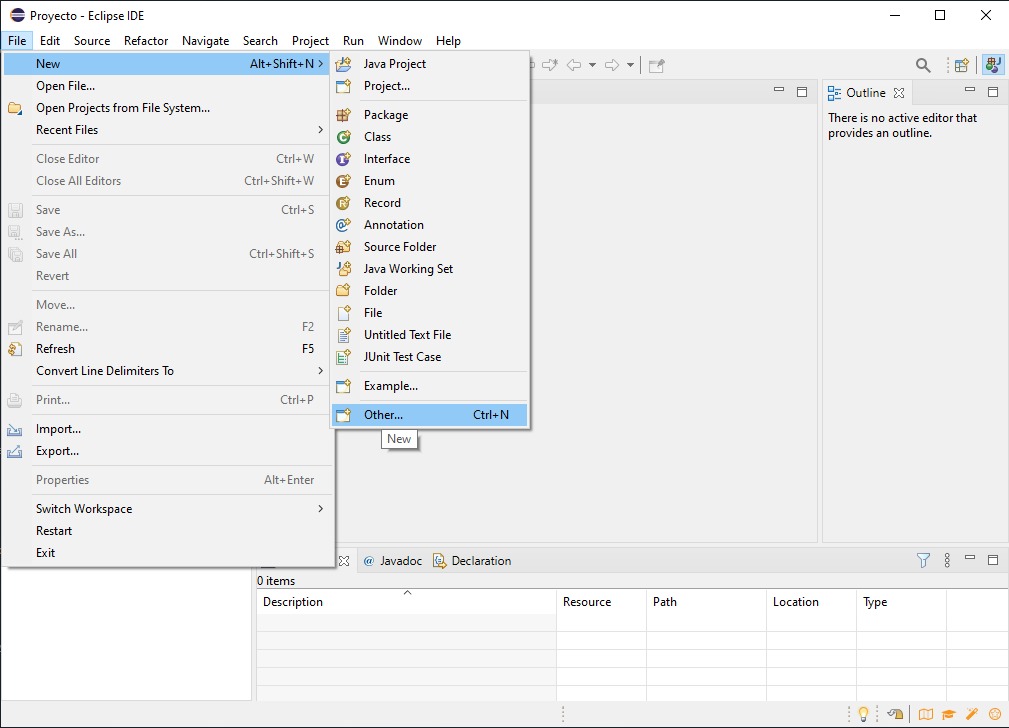 Proyecto - Eclipse IDE
File Edit Source Refactor Navigate Search Project Run Window Help
New Alt+Shift+N
Open File...
Open Projects from File System...
Recent Files
Close Editor Ctrl+W
Close All Editors Ctrl+Shift+W
Save Ctrl+S
Save As...
Save All Ctrl+Shift+S
Revert
Move...
Rename... F2
Refresh F5
Convert Line Delimiters To
Print... Ctrl+P
Import...
Export...
Properties Alt+Enter
Switch Workspace
Restart
Exit
Java Project
Project...
Package
Class
Interface
Enum
Record
Annotation
Source Folder
Java Working Set
Folder
File
Untitled Text File
JUnit Test Case
Example...
Other... Ctrl+N
New
Outline
There is no active editor that
provides an outline.
@ Javadoc Declaration
0 items
Description Resource Path Location Type